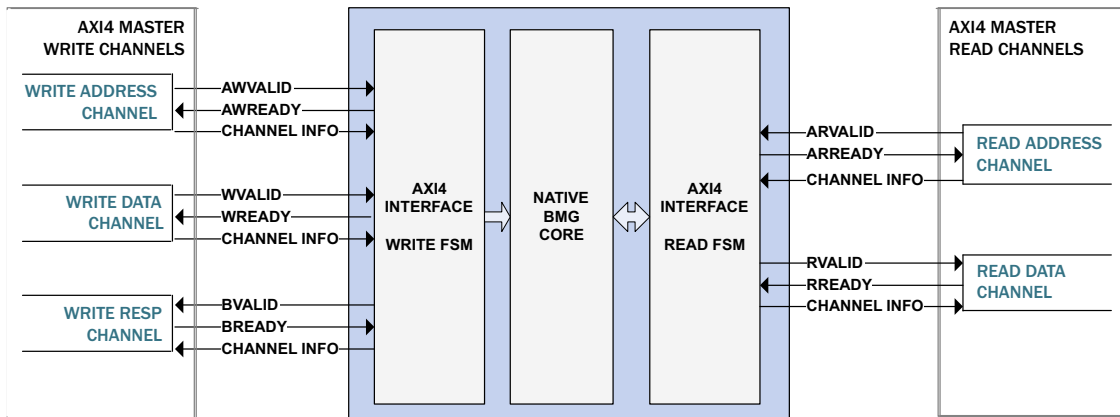 AXI4 MASTER
WRITE CHANNELS
WRITE ADDRESS
CHANNEL
AWVALID
AWREADY
CHANNEL INFO
WRITE DATA
CHANNEL
WVALID
WREADY
CHANNEL INFO
WRITE RESP
CHANNEL
BVALID
BREADY
CHANNEL INFO
AXI4
INTERFACE
WRITE FSM
NATIVE
BMG
CORE
AXI4
INTERFACE
READ FSM
ARVALID
ARREADY
CHANNEL INFO
RVALID
RREADY
CHANNEL INFO
AXI4 MASTER
READ CHANNELS
READ ADDRESS
CHANNEL
READ DATA
CHANNEL